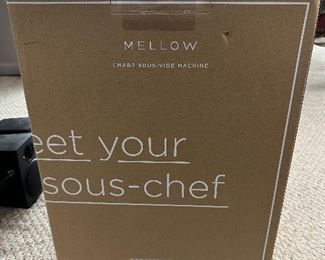 MELLOW
SMART SOUS-VIDE MACHINE
eet your
sous-chef